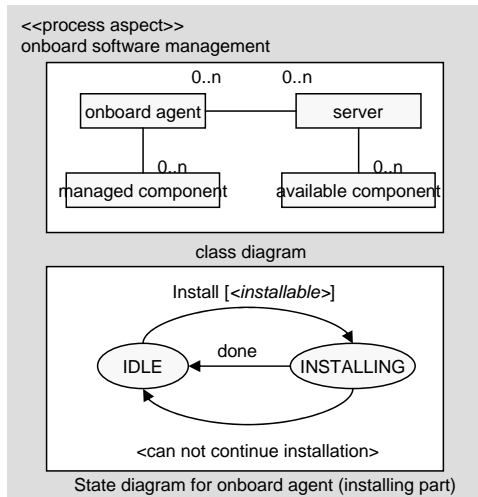 <<process aspect>>
onboard software management
0..n 0..n
onboard agent server
0..n 0..n
managed component available component
class diagram
Install [<installable>]
done
IDLE INSTALLING
<can not continue installation>
State diagram for onboard agent (installing part)